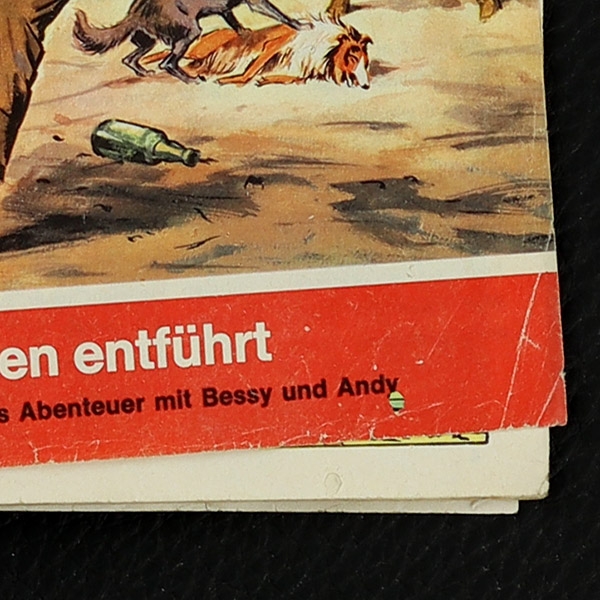 en entführt
s Abenteuer mit Bessy und Andy